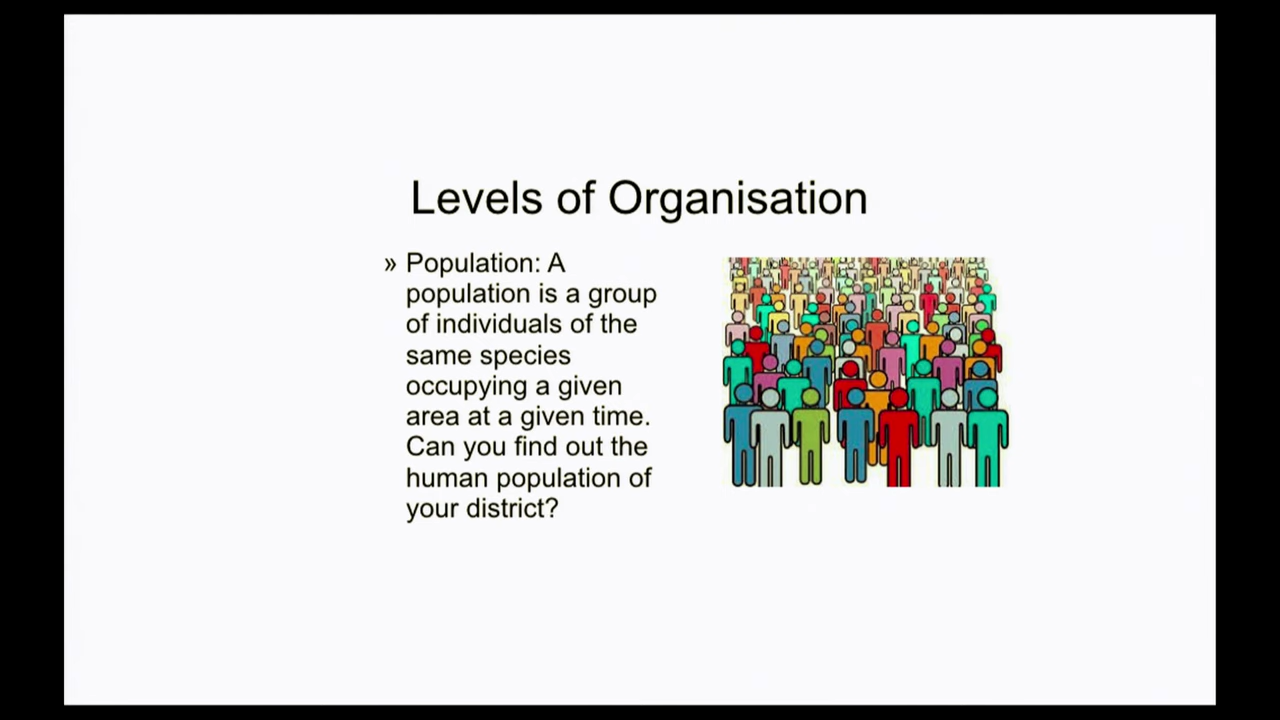 Levels of Organisation
» Population: A
population is a group
of individuals of the
same species
occupying a given
area at a given time.
Can you find out the
human population of
your district?